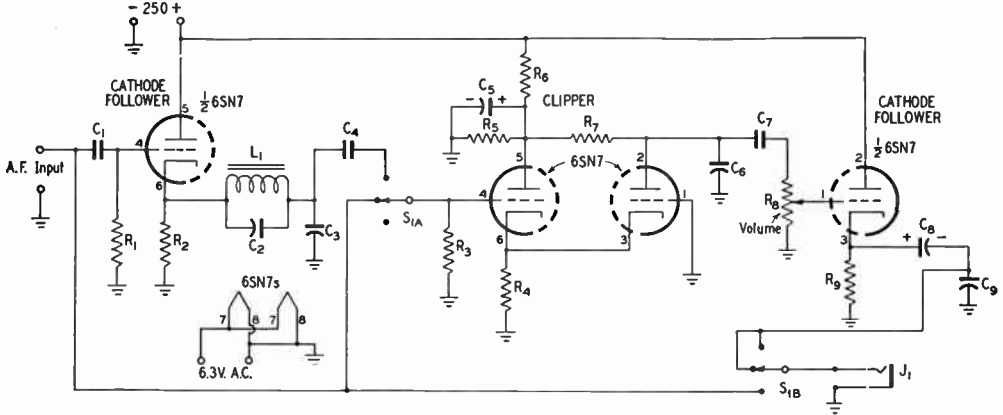 - 250 +
CATHODE
FOLLOWER
½ 6SN7
5
4
6
C1
A.F. Input
R1
R2
L1
C2
C3
C4
S1A
R3
C5
- +
R5
R6
CLIPPER
R7
6SN7
5
4
6
2
1
3
R4
C6
C7
R8
Volume
CATHODE
FOLLOWER
½ 6SN7
2
1
3
+ C8 -
R9
C9
6SN7s
7 8 7 8
6.3V. A.C.
S1B
J1